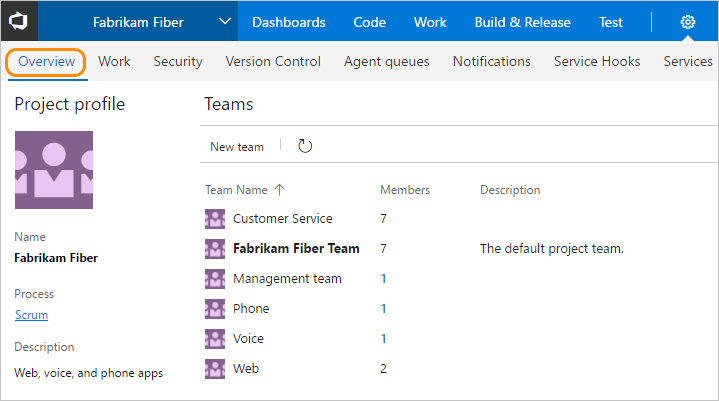 Fabrikam Fiber Dashboards Code Work Build & Release Test
Overview Work Security Version Control Agent queues Notifications Service Hooks Services
Project profile
Teams
New team
Team Name Members Description
Customer Service 7
Fabrikam Fiber Team 7 The default project team.
Management team 1
Phone 1
Voice 1
Web 2
Name
Fabrikam Fiber
Process
Scrum
Description
Web, voice, and phone apps